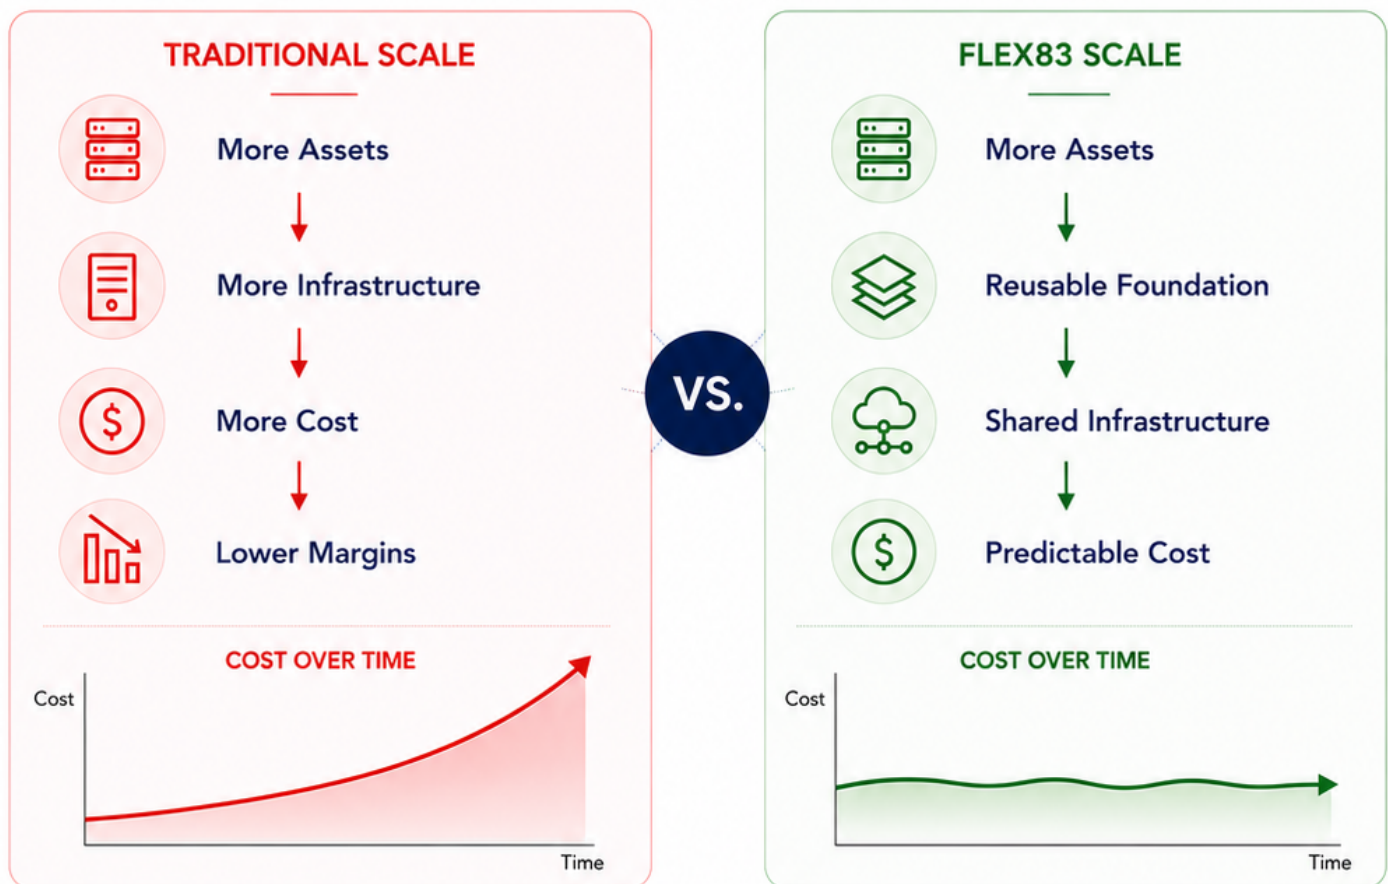 TRADITIONAL SCALE
More Assets
More Infrastructure
$
More Cost
Lower Margins
COST OVER TIME
Cost
Time
VS.
FLEX83 SCALE
More Assets
Reusable Foundation
Shared Infrastructure
$
Predictable Cost
COST OVER TIME
Cost
Time